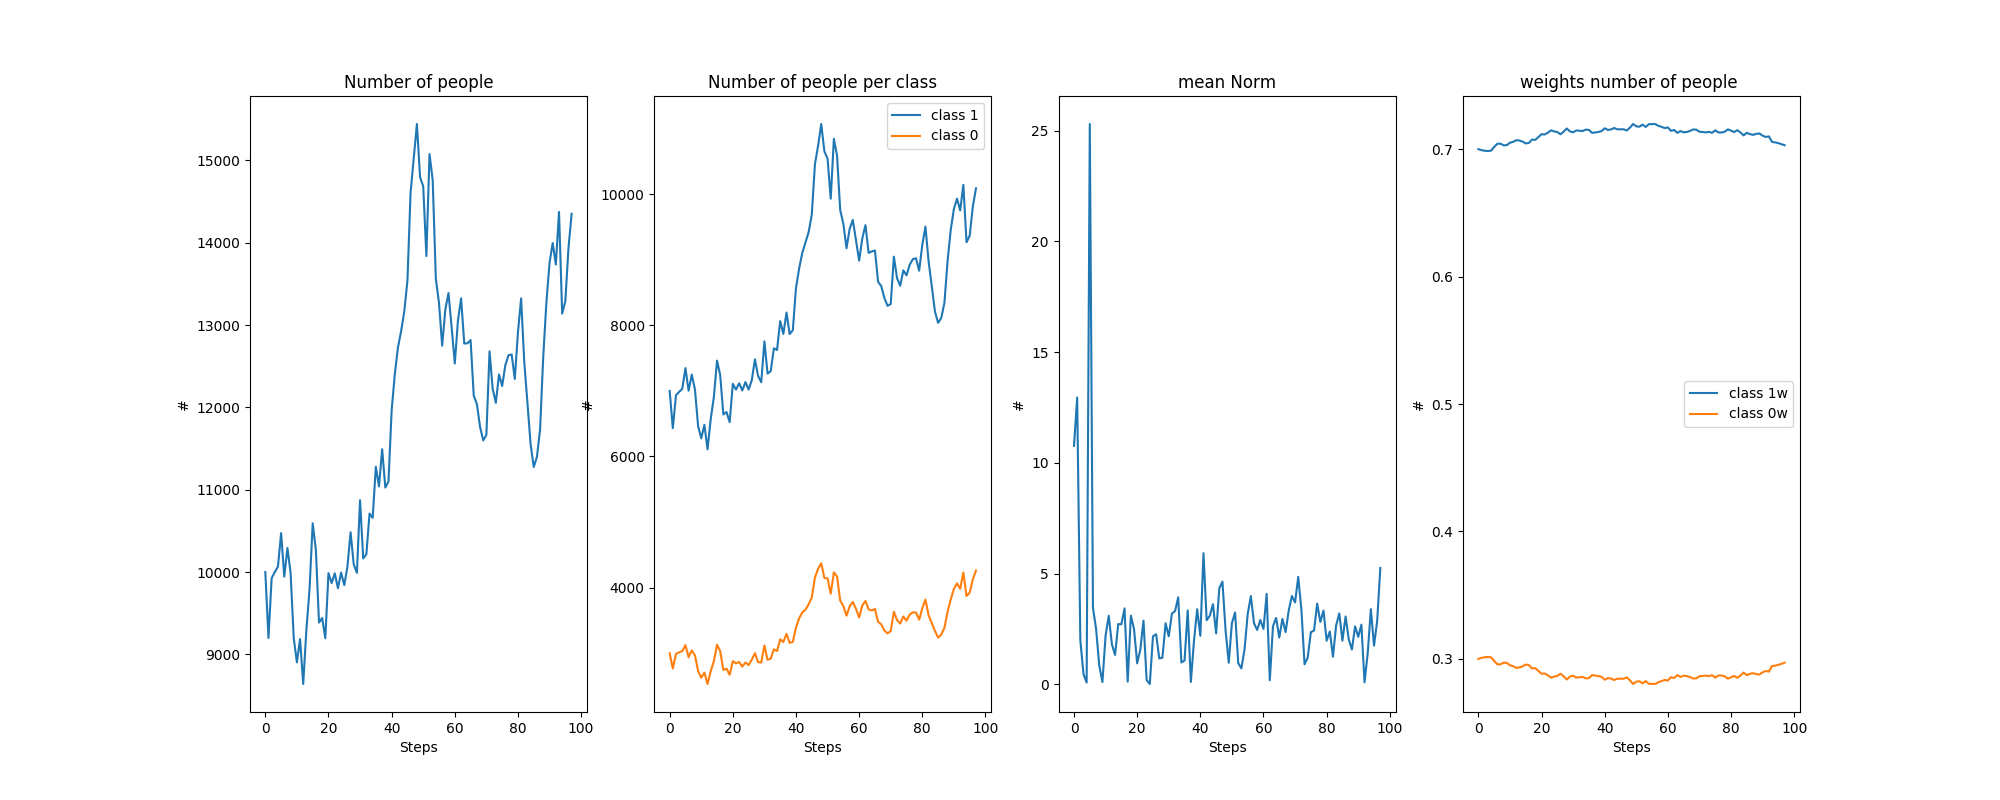 Number of people
15000
14000
13000
12000
11000
10000
9000
#
0 20 40 60 80 100
Steps
Number of people per class
class 1
class 0
10000
8000
6000
4000
#
0 20 40 60 80 100
Steps
mean Norm
25
20
15
10
5
0
#
0 20 40 60 80 100
Steps
weights number of people
0.7
0.6
0.5
0.4
0.3
#
class 1w
class 0w
0 20 40 60 80 100
Steps